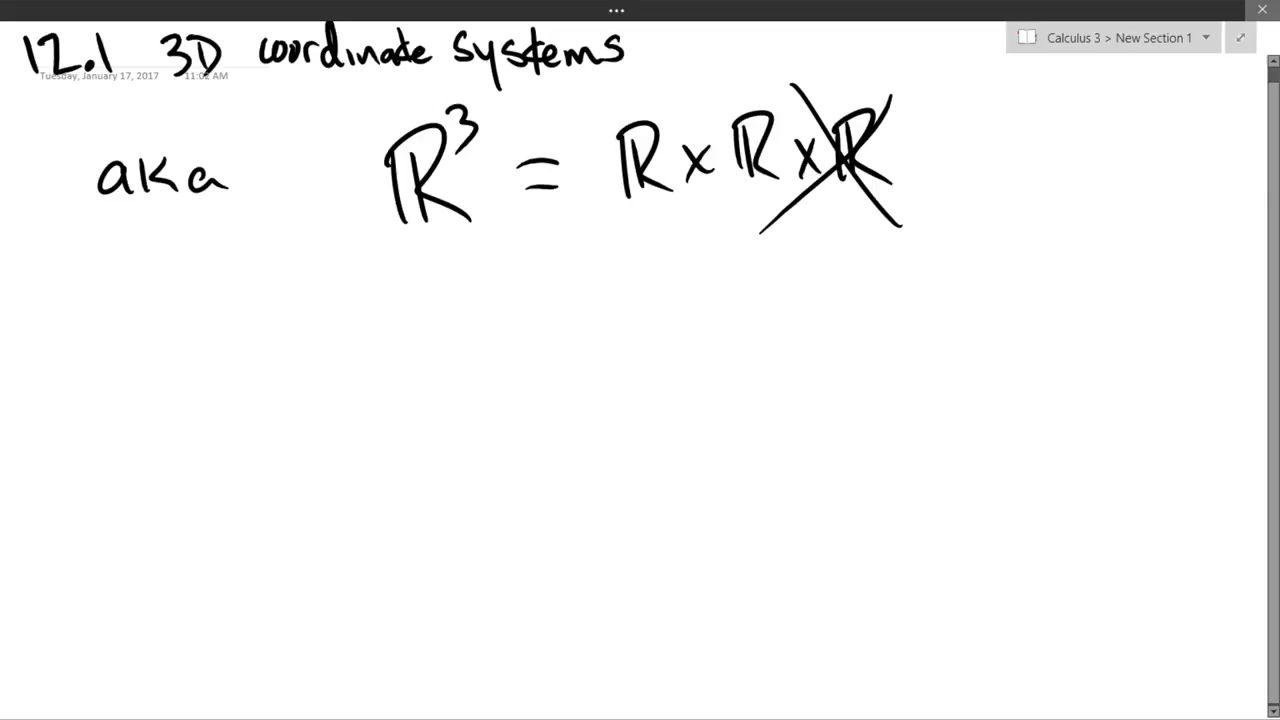 ...
Calculus 3 > New Section 1
12.1 3D coordinate systems
Tuesday, January 17, 2017 11:02 AM
aka ℝ³ = ℝ × ℝ × ℝ